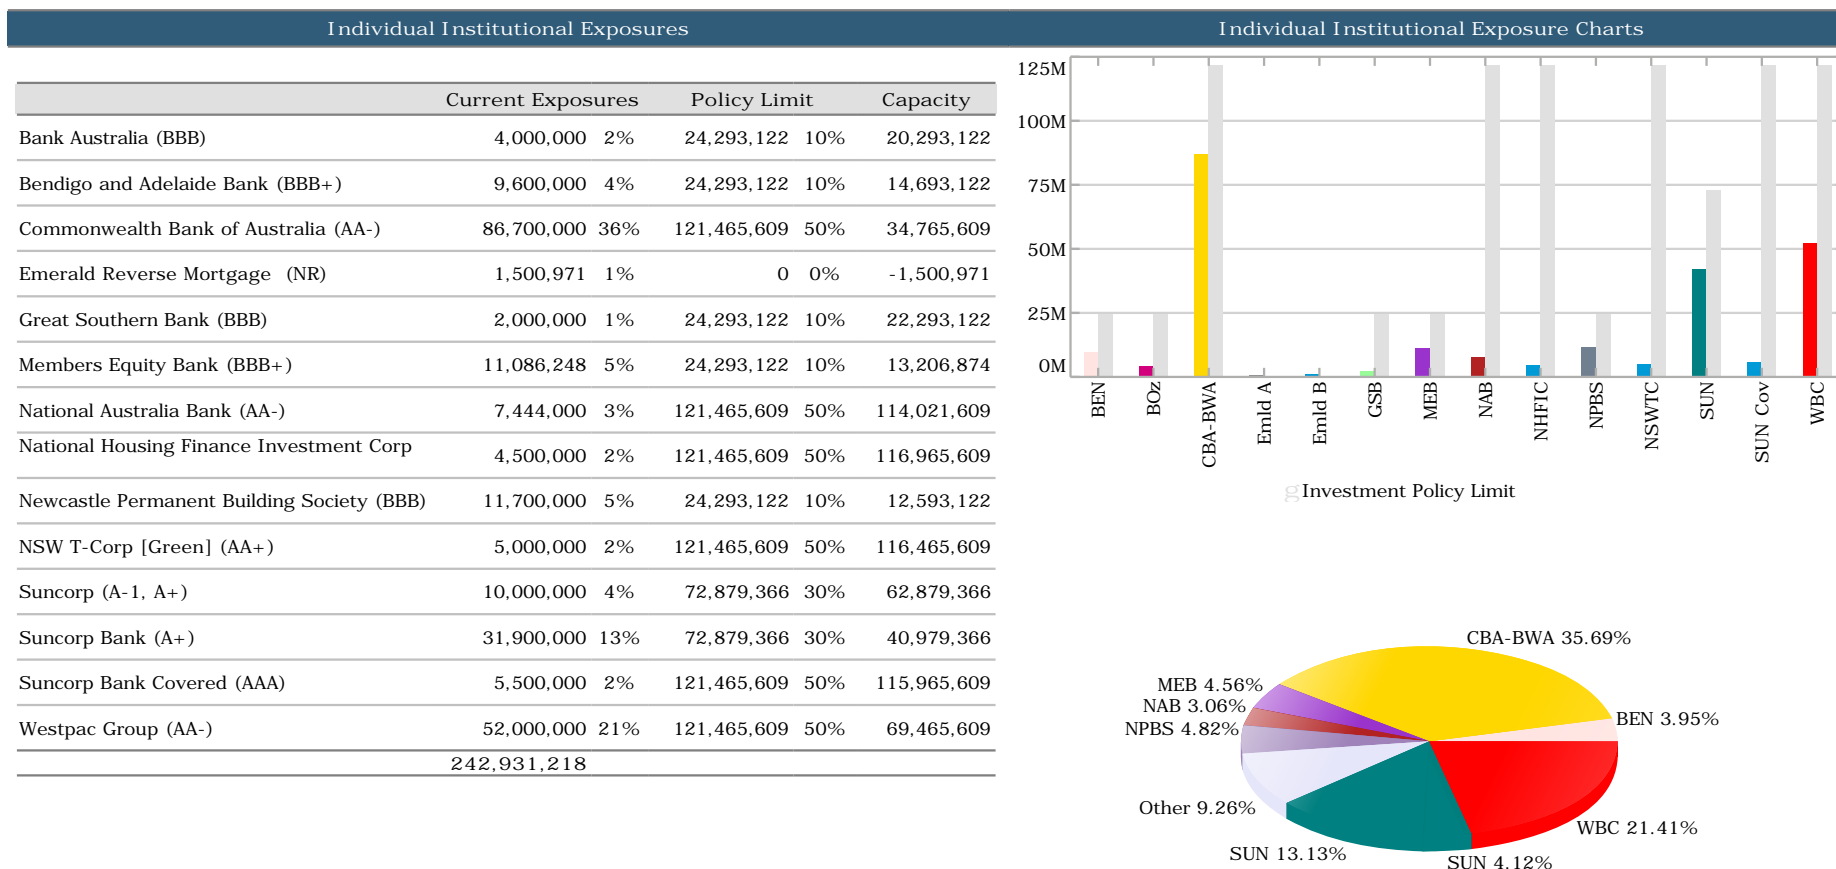 Individual Institutional Exposures
Current Exposures Policy Limit Capacity
Bank Australia (BBB) 4,000,000 2% 24,293,122 10% 20,293,122
Bendigo and Adelaide Bank (BBB+) 9,600,000 4% 24,293,122 10% 14,693,122
Commonwealth Bank of Australia (AA-) 86,700,000 36% 121,465,609 50% 34,765,609
Emerald Reverse Mortgage (NR) 1,500,971 1% 0 0% -1,500,971
Great Southern Bank (BBB) 2,000,000 1% 24,293,122 10% 22,293,122
Members Equity Bank (BBB+) 11,086,248 5% 24,293,122 10% 13,206,874
National Australia Bank (AA-) 7,444,000 3% 121,465,609 50% 114,021,609
National Housing Finance Investment Corp 4,500,000 2% 121,465,609 50% 116,965,609
Newcastle Permanent Building Society (BBB) 11,700,000 5% 24,293,122 10% 12,593,122
NSW T-Corp [Green] (AA+) 5,000,000 2% 121,465,609 50% 116,465,609
Suncorp (A-1, A+) 10,000,000 4% 72,879,366 30% 62,879,366
Suncorp Bank (A+) 31,900,000 13% 72,879,366 30% 40,979,366
Suncorp Bank Covered (AAA) 5,500,000 2% 121,465,609 50% 115,965,609
Westpac Group (AA-) 52,000,000 21% 121,465,609 50% 69,465,609
242,931,218
Individual Institutional Exposure Charts
125M
100M
75M
50M
25M
0M
BEN
BOz
CBA-BWA
Emld A
Emld B
GSB
MEB
NAB
NHFIC
NPBS
NSWTC
SUN
SUN Cov
WBC
g Investment Policy Limit
CBA-BWA 35.69%
MEB 4.56%
NAB 3.06%
BEN 3.95%
NPBS 4.82%
Other 9.26%
WBC 21.41%
SUN 13.13%
SUN 4.12%